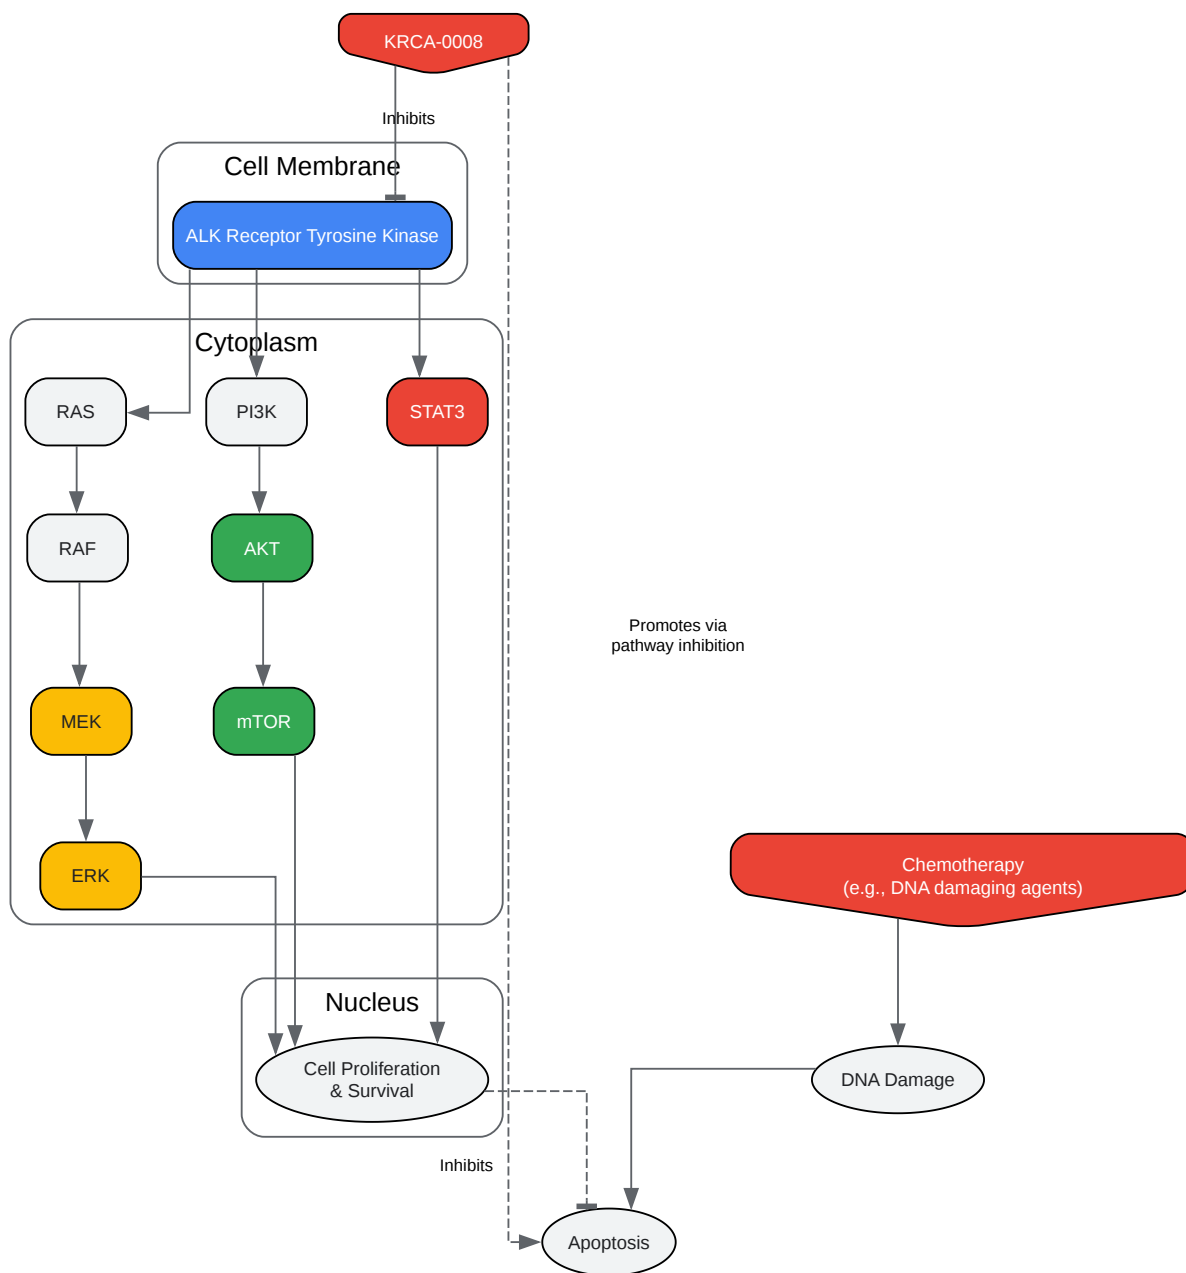 KRCA-0008
Inhibits
Cell Membrane
ALK Receptor Tyrosine Kinase
Cytoplasm
RAS
PI3K
STAT3
RAF
AKT
Promotes via
pathway inhibition
MEK
mTOR
Chemotherapy
(e.g., DNA damaging agents)
ERK
Nucleus
Cell Proliferation
& Survival
DNA Damage
Inhibits
Apoptosis